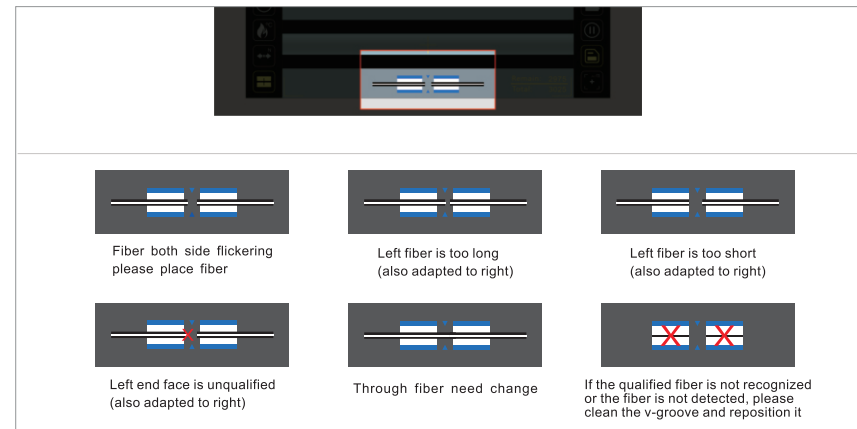 Fiber both side flickering
please place fiber
Left fiber is too long
(also adapted to right)
Left fiber is too short
(also adapted to right)
Left end face is unqualified
(also adapted to right)
Through fiber need change
If the qualified fiber is not recognized
or the fiber is not detected, please
clean the v-groove and reposition it